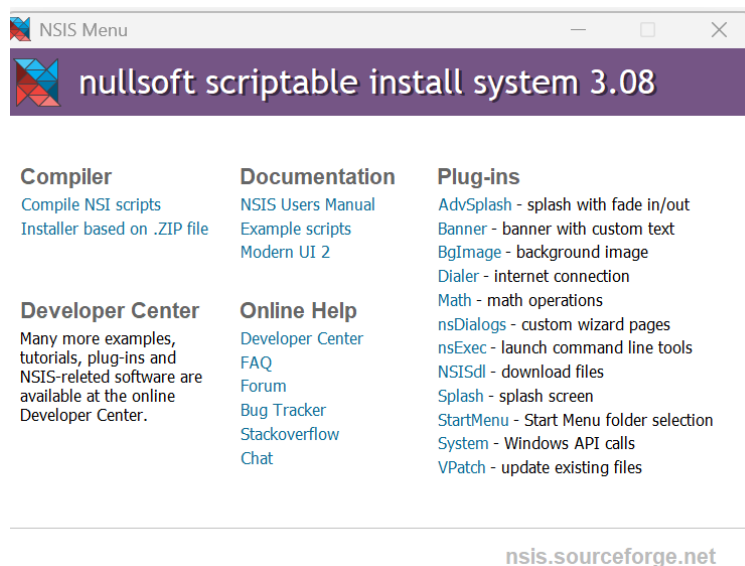 NSIS Menu
nullsoft scriptable install system 3.08
Compiler
Compile NSI scripts
Installer based on .ZIP file
Documentation
NSIS Users Manual
Example scripts
Modern UI 2
Plug-ins
AdvSplash - splash with fade in/out
Banner - banner with custom text
BgImage - background image
Dialer - internet connection
Math - math operations
nsDialogs - custom wizard pages
nsExec - launch command line tools
NSISdl - download files
Splash - splash screen
StartMenu - Start Menu folder selection
System - Windows API calls
VPatch - update existing files
Developer Center
Many more examples,
tutorials, plug-ins and
NSIS-releted software are
available at the online
Developer Center.
Online Help
Developer Center
FAQ
Forum
Bug Tracker
Stackoverflow
Chat
nsis.sourceforge.net